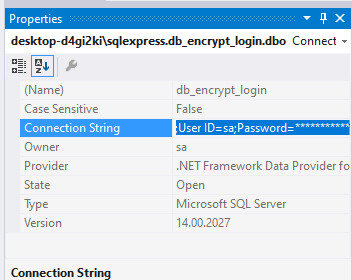 Properties
desktop-d4gi2ki\sqlexpress.db_encrypt_login.dbo Connect
(Name) db_encrypt_login
Case Sensitive False
Connection String ;User ID=sa;Password=***********
Owner sa
Provider .NET Framework Data Provider fo
State Open
Type Microsoft SQL Server
Version 14.00.2027
Connection String